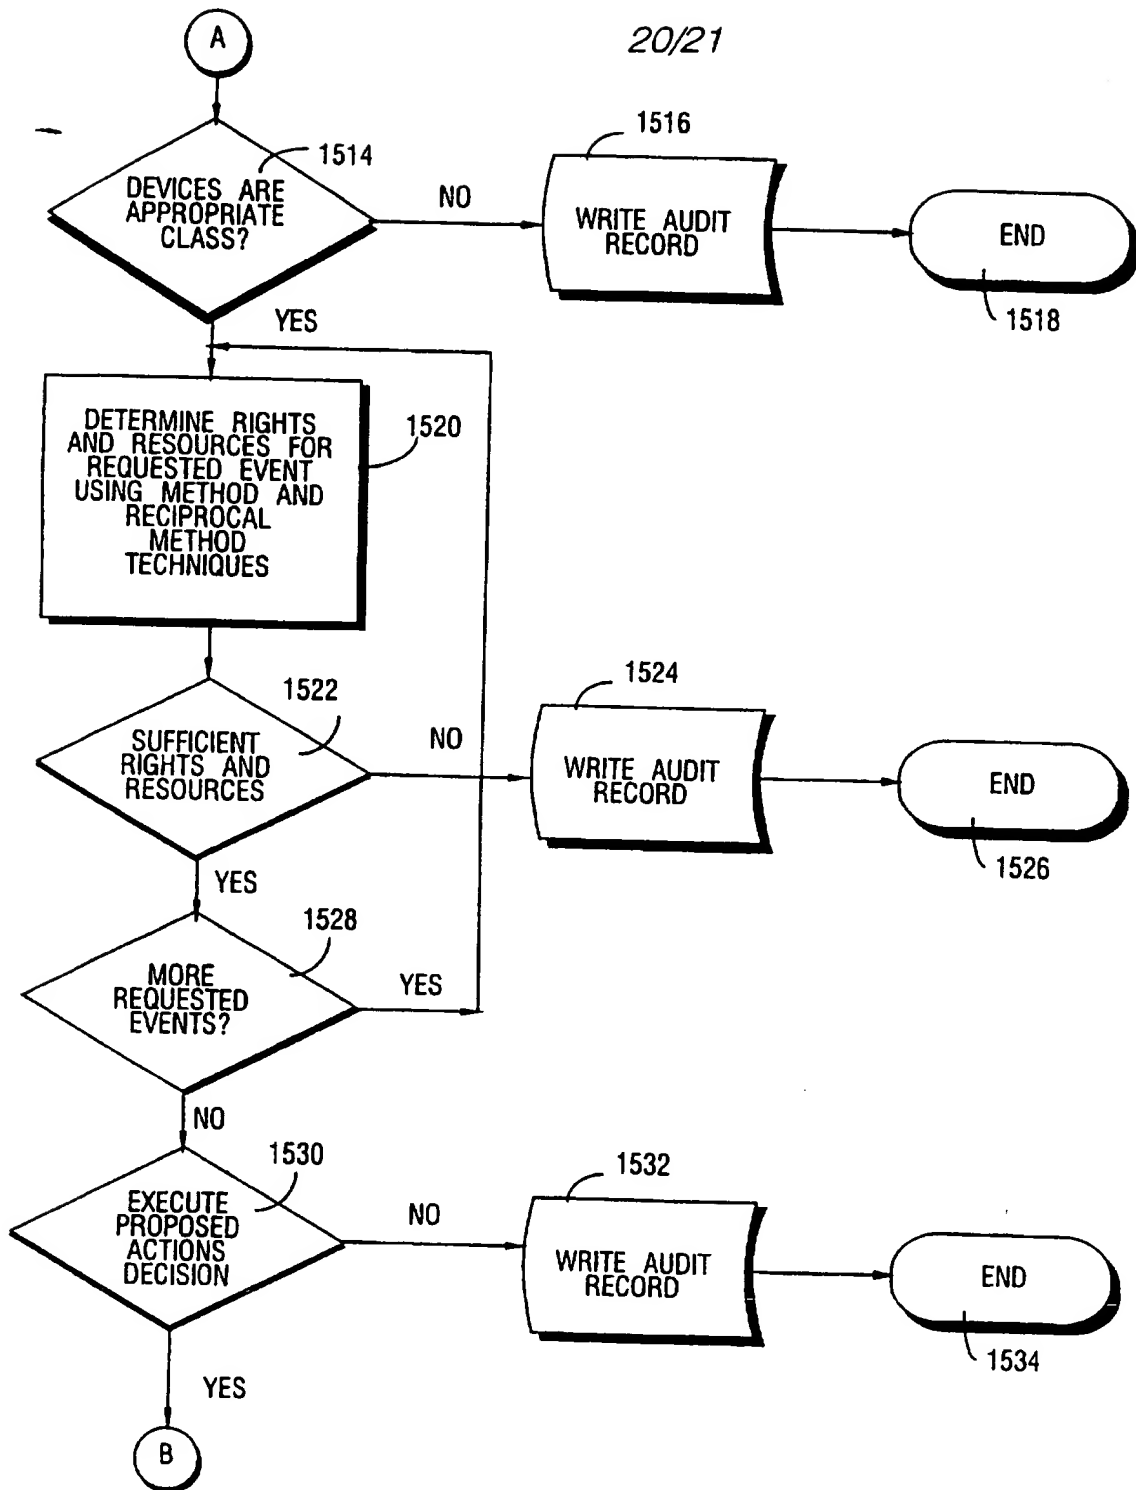 20/21
A
1514
DEVICES ARE
APPROPRIATE
CLASS?
NO
1516
WRITE AUDIT
RECORD
END
1518
YES
DETERMINE RIGHTS
AND RESOURCES FOR
REQUESTED EVENT
USING METHOD AND
RECIPROCAL
METHOD
TECHNIQUES
1520
1522
SUFFICIENT
RIGHTS AND
RESOURCES
NO
1524
WRITE AUDIT
RECORD
END
1526
YES
1528
MORE
REQUESTED
EVENTS?
YES
NO
1530
EXECUTE
PROPOSED
ACTIONS
DECISION
NO
1532
WRITE AUDIT
RECORD
END
1534
YES
B